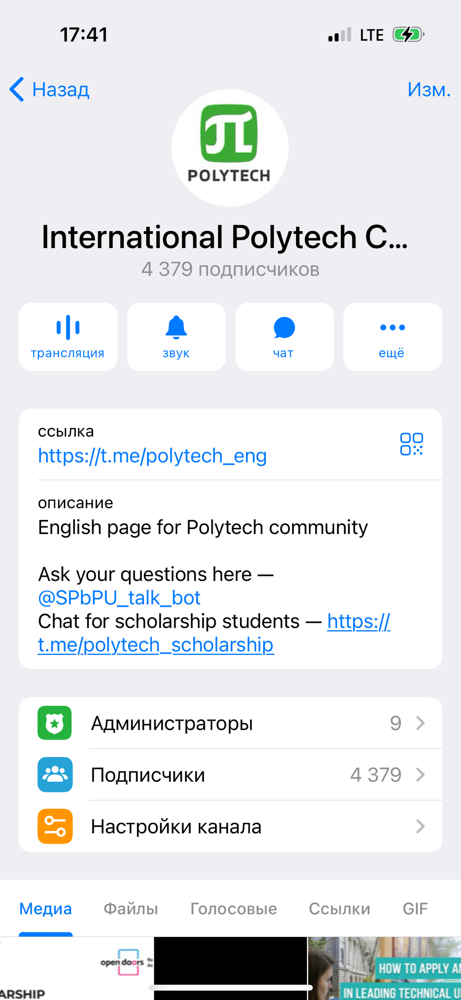 17:41
LTE
Назад
Изм.
POLYTECH
International Polytech C...
4 379 подписчиков
трансляция
звук
чат
ещё
ссылка
https://t.me/polytech_eng
описание
English page for Polytech community
Ask your questions here —
@SPbPU_talk_bot
Chat for scholarship students — https://
t.me/polytech_scholarship
Администраторы 9
Подписчики 4 379
Настройки канала
Медиа Файлы Голосовые Ссылки GIF
open doors
ARSHIP
HOW TO APPLY
IN LEADING TECHNICAL